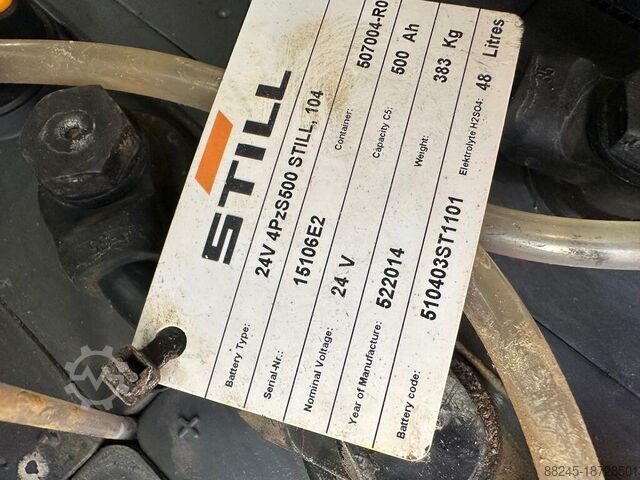 STILL
Battery Type: 24V 4PzS500 STILL, 104
Serial-Nr.: 15106E2 Container: 507004-R0
Nominal Voltage: 24 V Capacity C5: 500 Ah
Year of Manufacture: 522014 Weight: 383 Kg
Battery code: 510403ST1101 Elektrolyte H2SO4: 48 Litres
88245-18728501